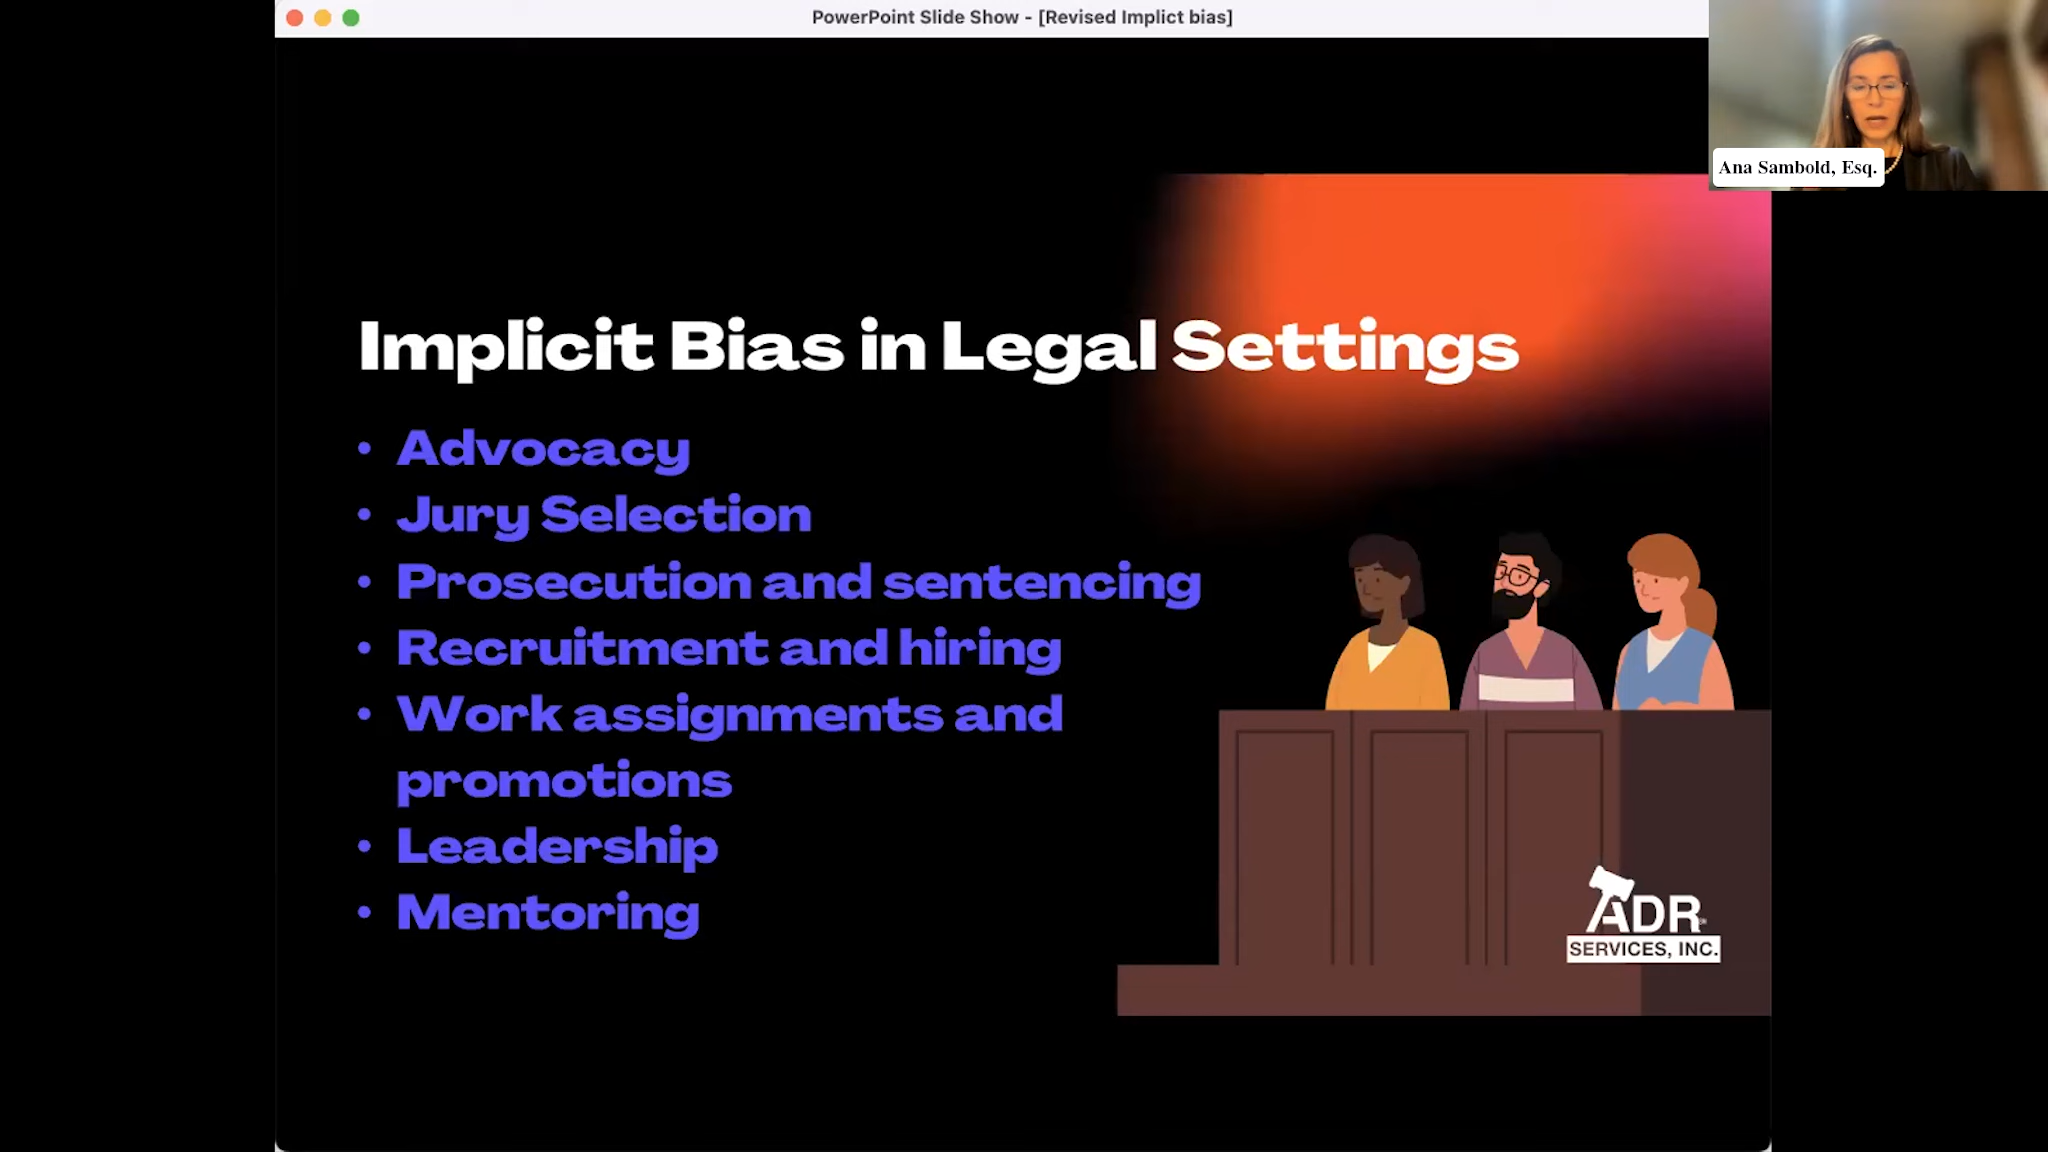 PowerPoint Slide Show - [Revised Implict bias]
Ana Sambold, Esq.
Implicit Bias in Legal Settings
• Advocacy
• Jury Selection
• Prosecution and sentencing
• Recruitment and hiring
• Work assignments and
promotions
• Leadership
• Mentoring
ADR
SERVICES, INC.